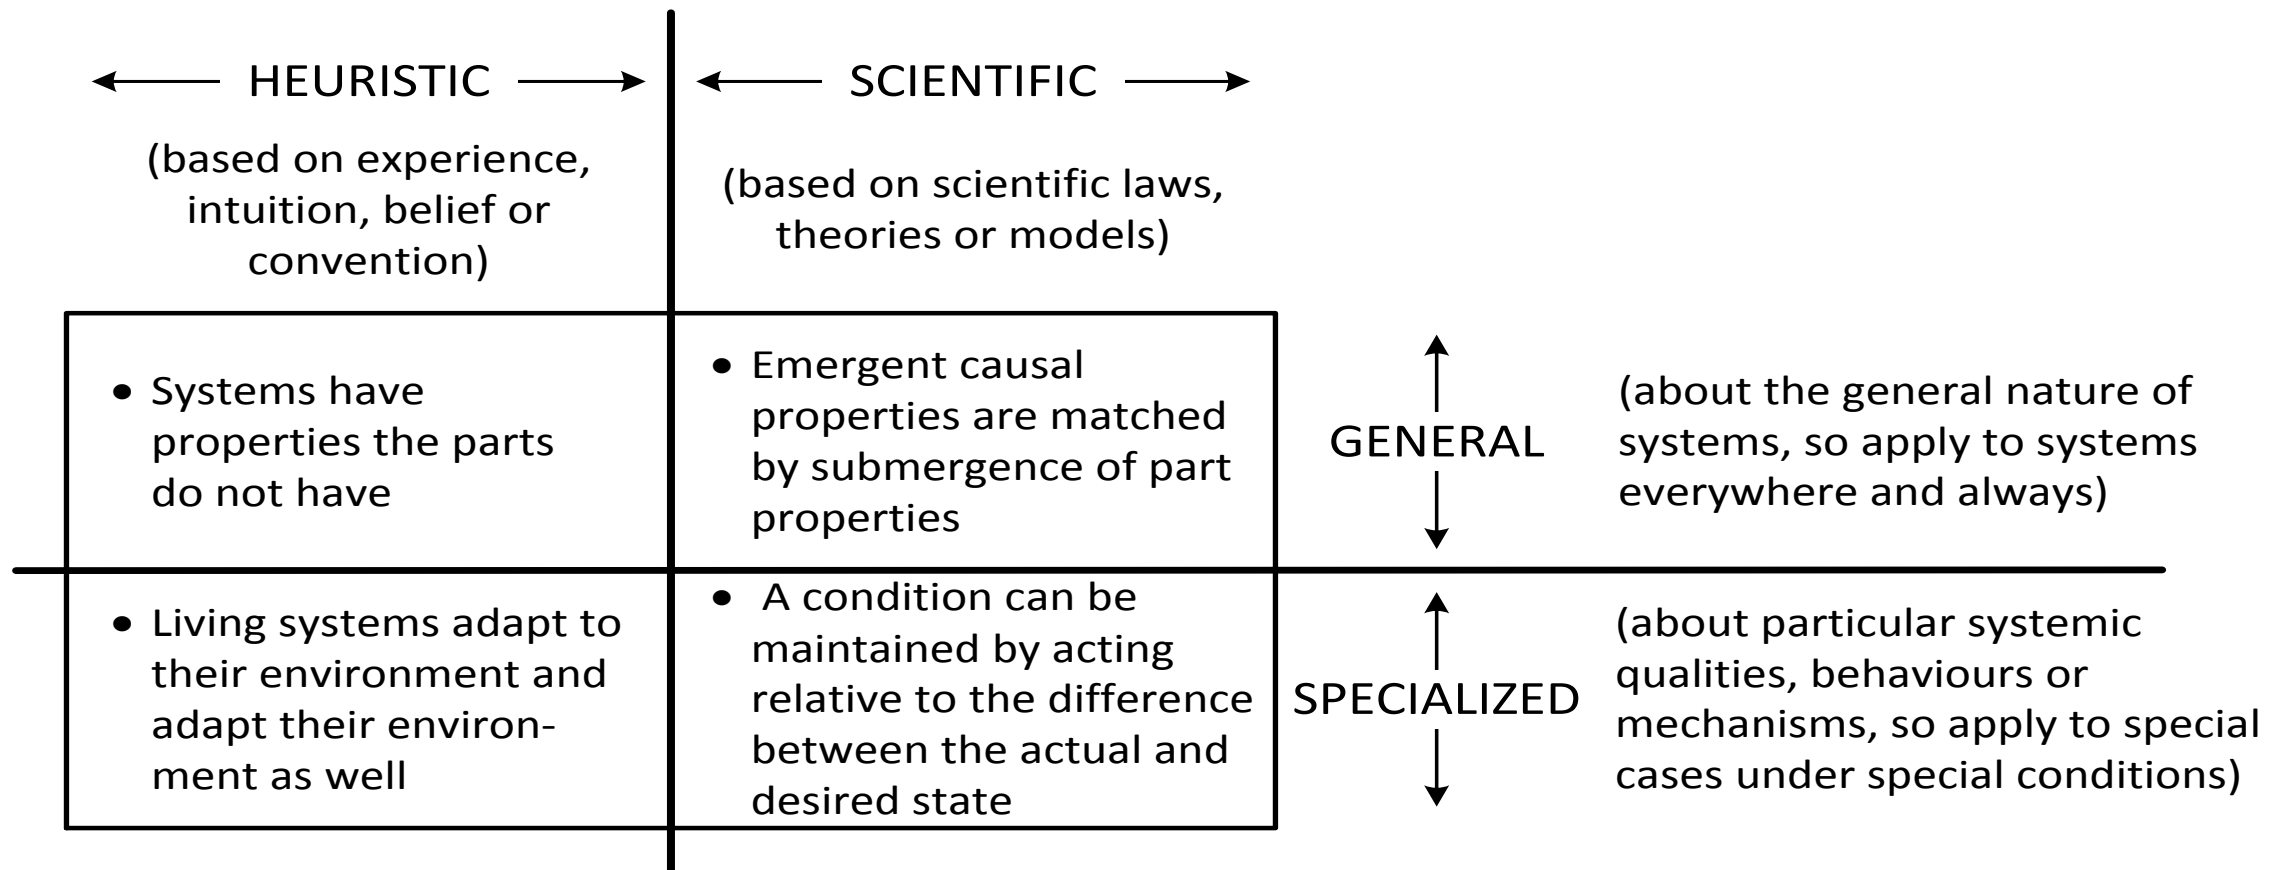 HEURISTIC
(based on experience,
intuition, belief or
convention)
SCIENTIFIC
(based on scientific laws,
theories or models)
• Systems have
properties the parts
do not have
• Emergent causal
properties are matched
by submergence of part
properties
GENERAL
(about the general nature of
systems, so apply to systems
everywhere and always)
• Living systems adapt to
their environment and
adapt their environ-
ment as well
• A condition can be
maintained by acting
relative to the difference
between the actual and
desired state
SPECIALIZED
(about particular systemic
qualities, behaviours or
mechanisms, so apply to special
cases under special conditions)